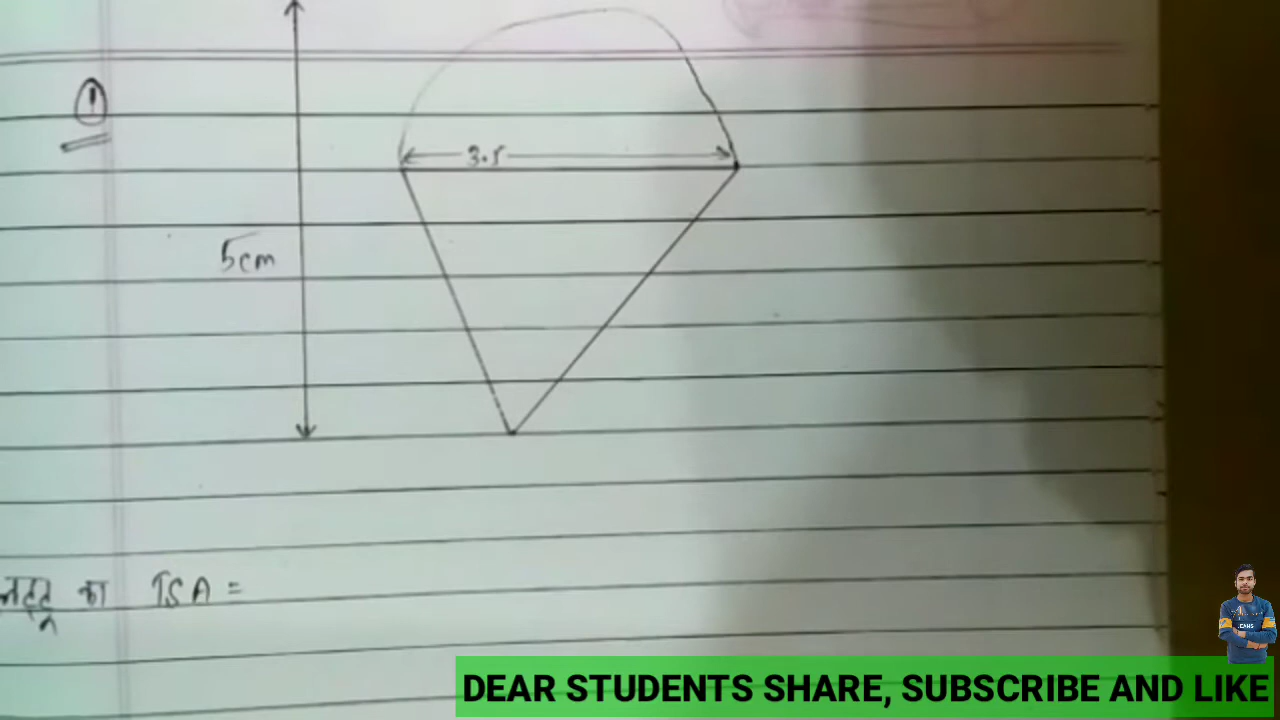 1
3.5
5cm
लट्टू का TSA =
DEAR STUDENTS SHARE, SUBSCRIBE AND LIKE